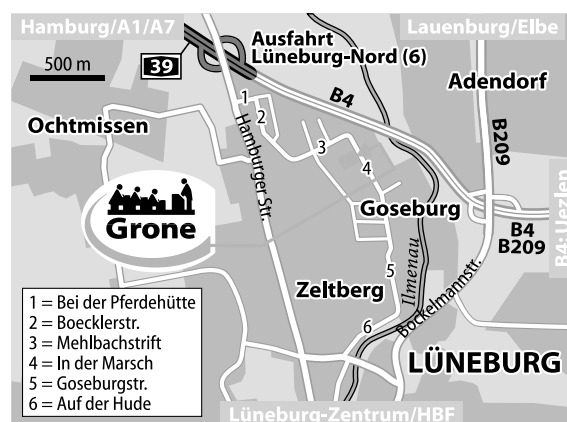 Hamburg/A1/A7
Lauenburg/Elbe
Ausfahrt
Lüneburg-Nord (6)
500 m
39
B4
Adendorf
B209
Ochtmissen
1
2
3
4
Hamburger Str.
Grone
Goseburg
B4
B209
B4: Uezlen
5
Ilmenau
Zeltberg
Bockelmannstr.
6
1 = Bei der Pferdehütte
2 = Boecklerstr.
3 = Mehlbachstrift
4 = In der Marsch
5 = Goseburgstr.
6 = Auf der Hude
LÜNEBURG
Lüneburg-Zentrum/HBF